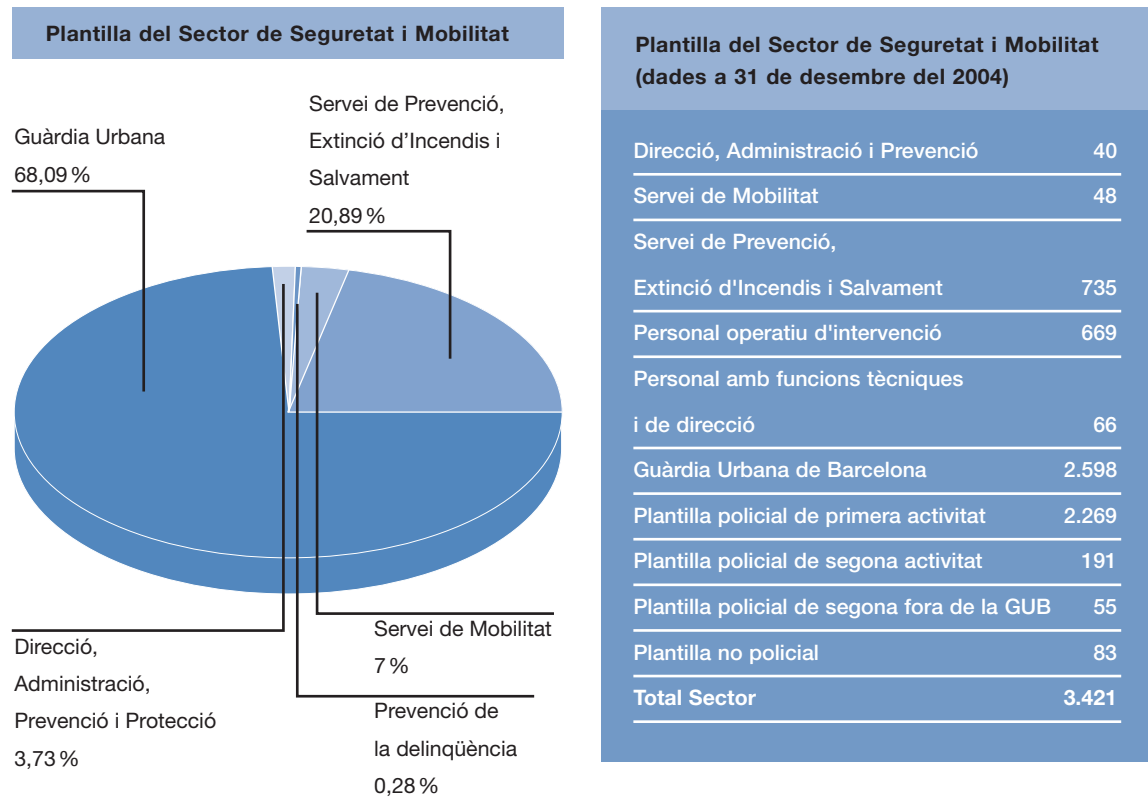 Plantilla del Sector de Seguretat i Mobilitat
Guàrdia Urbana
68,09 %
Servei de Prevenció,
Extinció d’Incendis i
Salvament
20,89 %
Direcció,
Administració,
Prevenció i Protecció
3,73 %
Servei de Mobilitat
7 %
Prevenció de
la delinqüència
0,28 %
Plantilla del Sector de Seguretat i Mobilitat
(dades a 31 de desembre del 2004)
Direcció, Administració i Prevenció 40
Servei de Mobilitat 48
Servei de Prevenció,
Extinció d'Incendis i Salvament 735
Personal operatiu d'intervenció 669
Personal amb funcions tècniques
i de direcció 66
Guàrdia Urbana de Barcelona 2.598
Plantilla policial de primera activitat 2.269
Plantilla policial de segona activitat 191
Plantilla policial de segona fora de la GUB 55
Plantilla no policial 83
Total Sector 3.421